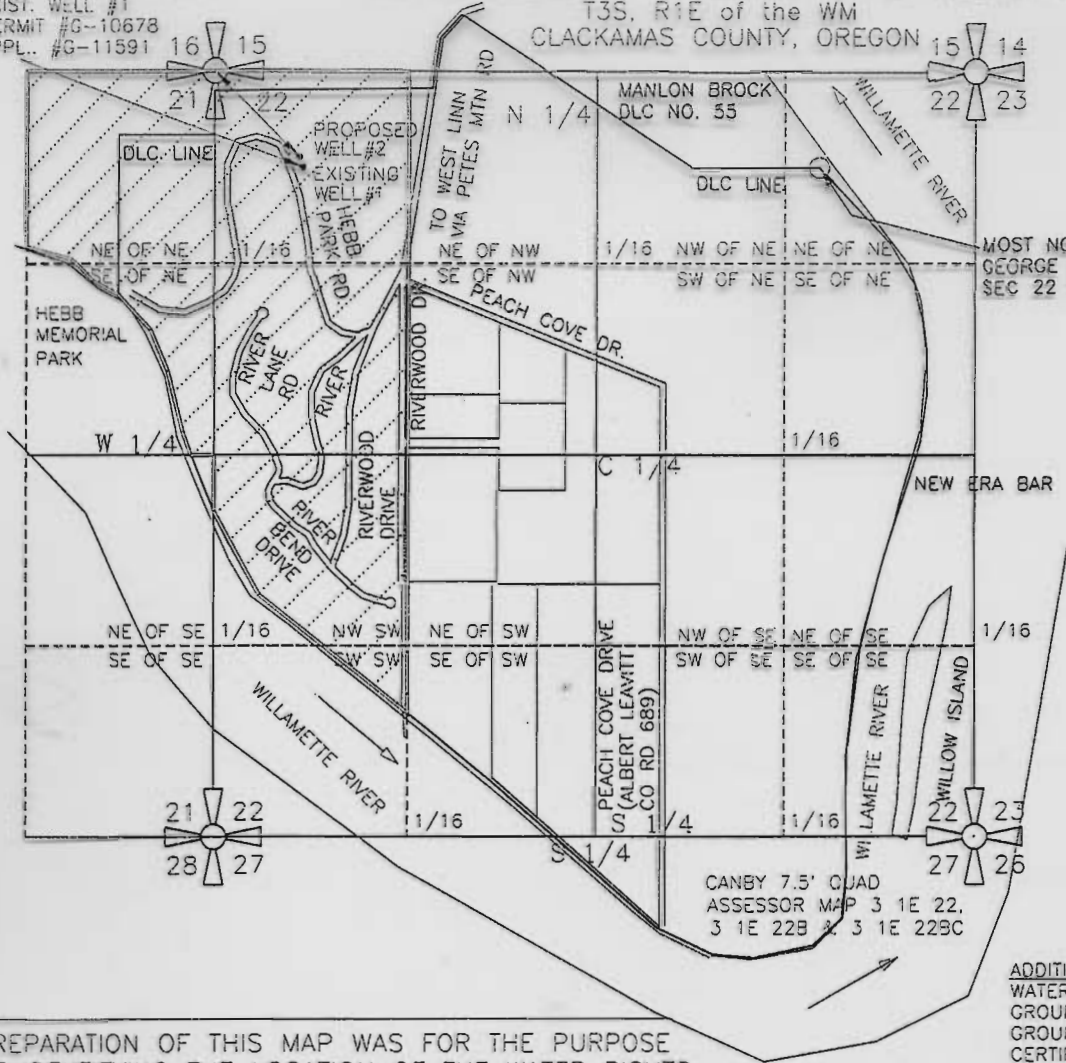 EXIST. WELL #1
PERMIT #G-10678
APPL.. #G-11591
T3S, R1E of the WM
CLACKAMAS COUNTY, OREGON
16 15
21 22
15 14
22 23
MANLON BROCK
DLC NO. 55
N 1/4
WILLAMETTE RIVER
PROPOSED
WELL #2
EXISTING
WELL #1
DLC LINE
HEBB
PARK RD
TO WEST LINN
VIA PETES MTN RD
DLC LINE
MOST NO
GEORGE
SEC 22
NE OF NE
SE OF NE
1/16
NE OF NW
SE OF NW
1/16
NW OF NE
SW OF NE
NE OF NE
SE OF NE
HEBB
MEMORIAL
PARK
PEACH COVE DR.
RIVERWOOD DR
RIVER
LANE
RD
RIVER
RIVERWOOD
DRIVE
RIVER
BEND
DRIVE
W 1/4
C 1/4
1/16
NEW ERA BAR
NE OF SE
SE OF SE
1/16
NW SW
SW SW
NE OF SW
SE OF SW
NW OF SE
SW OF SE
NE OF SE
SE OF SE
1/16
WILLAMETTE RIVER
PEACH COVE DRIVE
(ALBERT LEAVITT
CO RD 689)
WILLAMETTE RIVER
WILLOW ISLAND
21 22
28 27
1/16
S 1/4
S 1/4
1/16
22 23
27 26
CANBY 7.5' QUAD
ASSESSOR MAP 3 1E 22,
3 1E 22B & 3 1E 22BC
ADDITI
WATER
GROU
GROU
CERTI
REPARATION OF THIS MAP WAS FOR THE PURPOSE